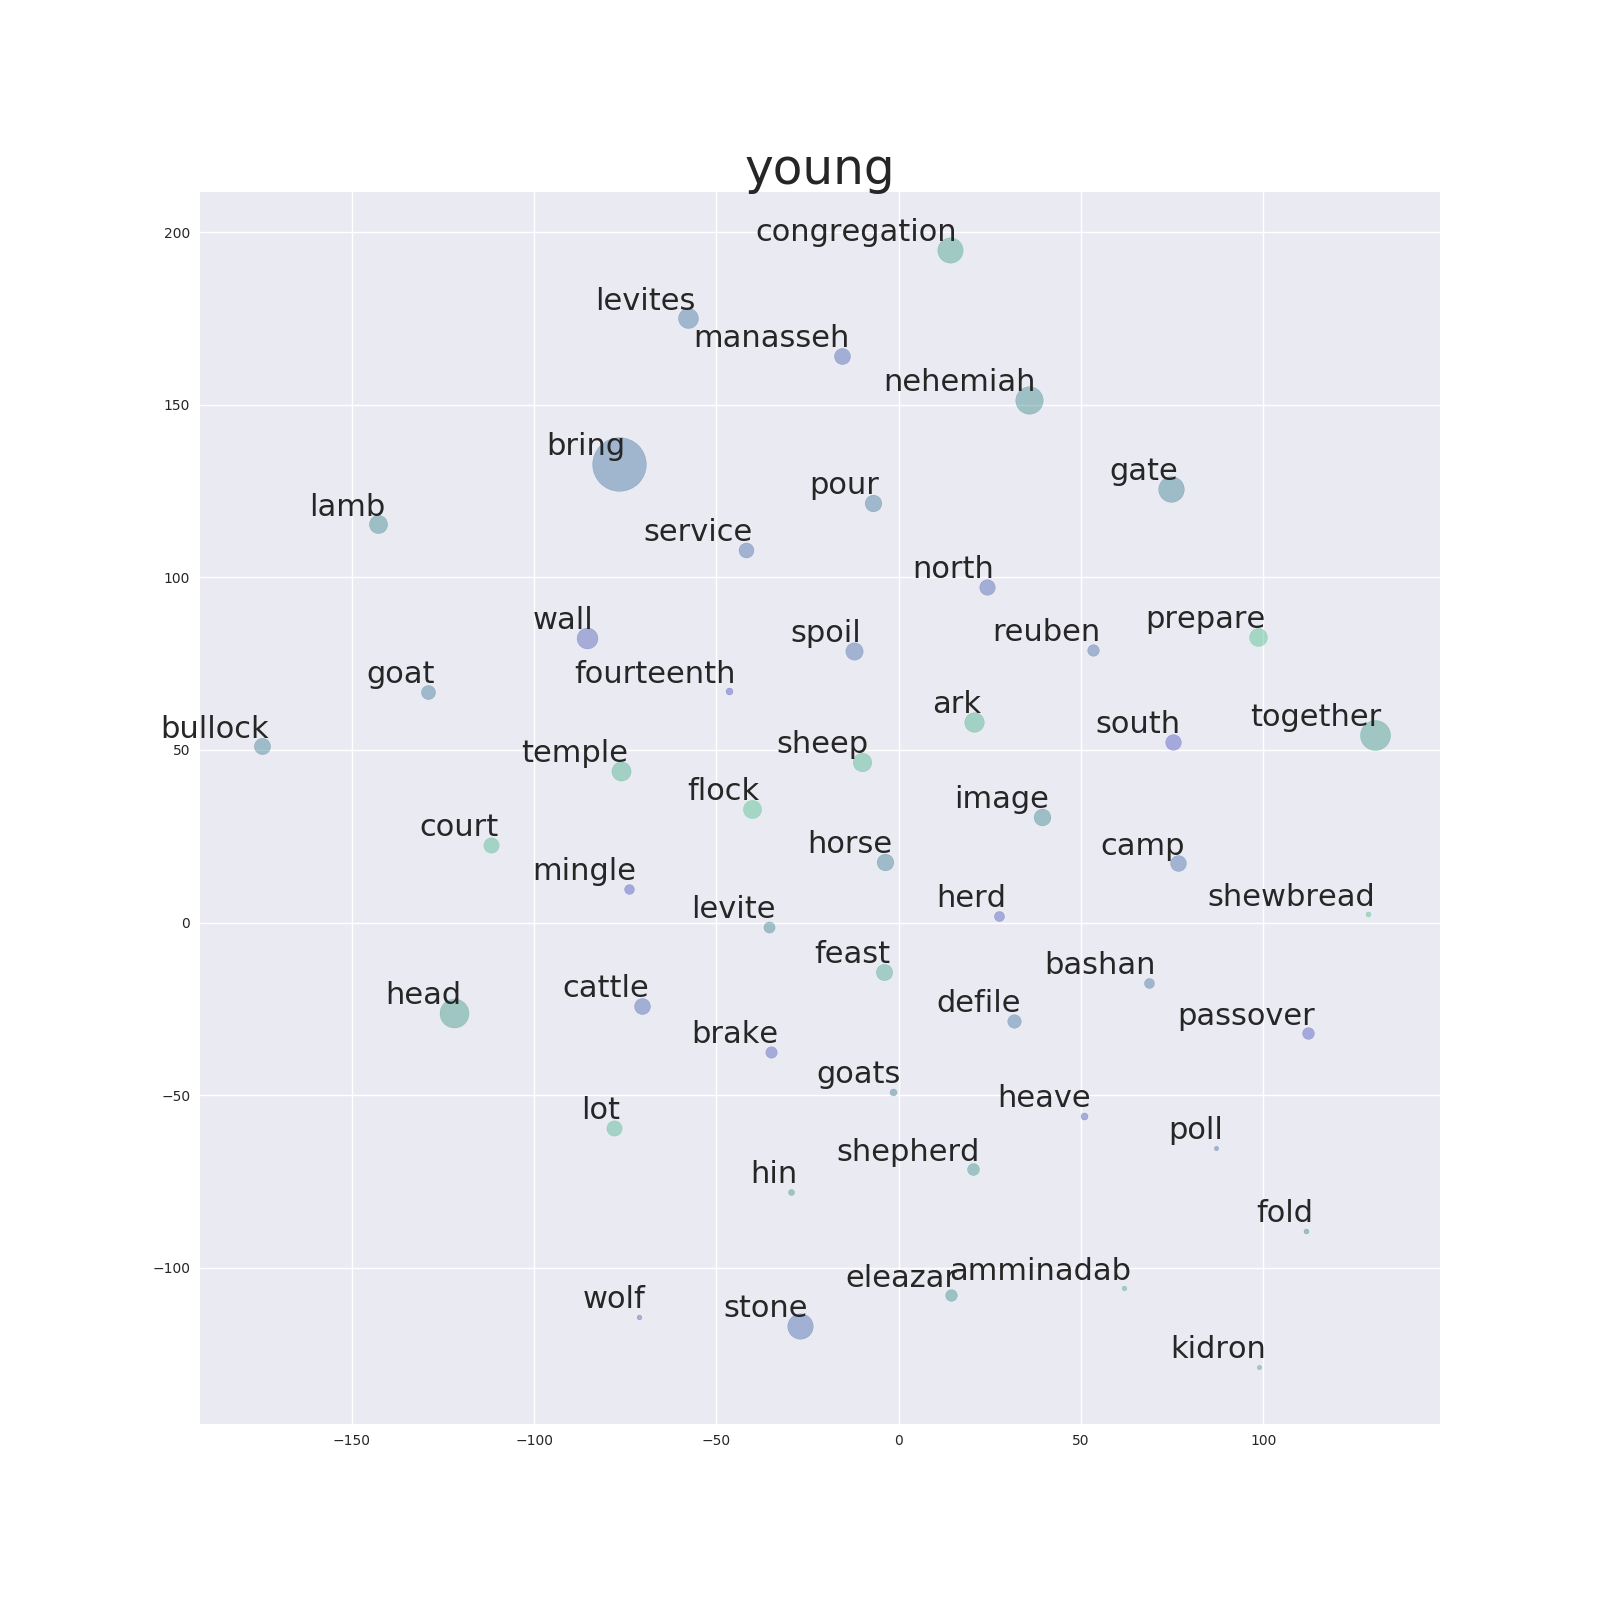 young
congregation
200
levites
manasseh
nehemiah
150
bring
gate
pour
lamb
service
north
100
wall
prepare
spoil
reuben
goat
fourteenth
ark
together
south
bullock
50
temple
sheep
flock
image
court
horse
camp
mingle
herd
shewbread
levite
0
feast
bashan
cattle
head
defile
passover
brake
goats
−50
heave
lot
poll
shepherd
hin
fold
−100
amminadab
eleazar
wolf
stone
kidron
−150 −100 −50 0 50 100